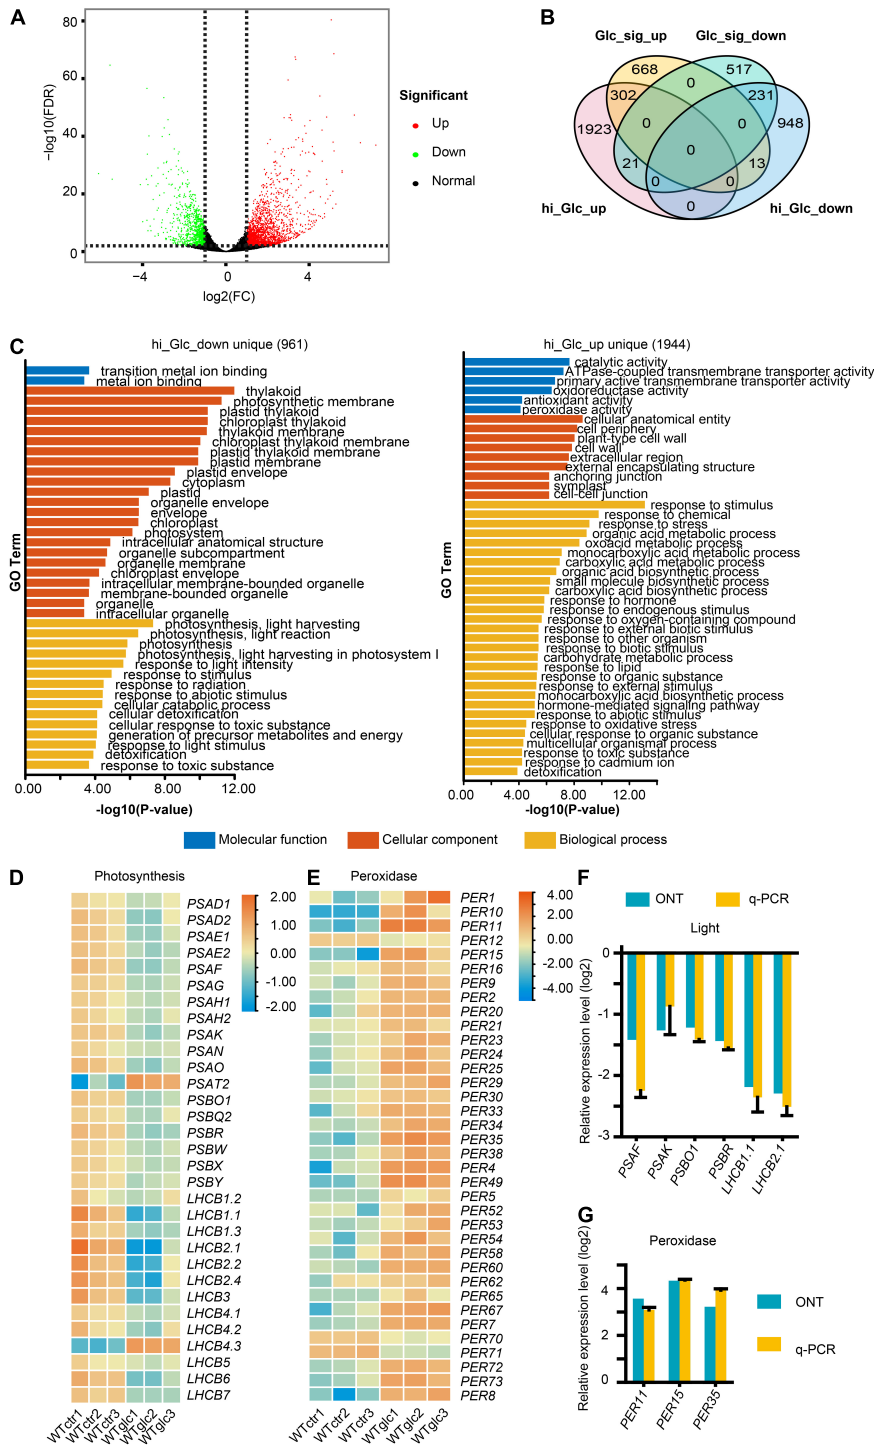 A
80
60
40
20
0
−log10(FDR)
−4
0
4
log2(FC)
Significant
Up
Down
Normal
B
Glc_sig_up
Glc_sig_down
668
517
0
302
231
1923
0
0
948
0
21
13
0
0
0
hi_Glc_up
hi_Glc_down
C
hi_Glc_down unique (961)
GO Term
transition metal ion binding
metal ion binding
thylakoid
photosynthetic membrane
plastid thylakoid
chloroplast thylakoid
thylakoid membrane
chloroplast thylakoid membrane
plastid thylakoid membrane
plastid membrane
plastid envelope
cytoplasm
plastid
organelle envelope
envelope
chloroplast
photosystem
intracellular anatomical structure
organelle subcompartment
organelle membrane
chloroplast envelope
intracellular membrane-bounded organelle
membrane-bounded organelle
organelle
intracellular organelle
photosynthesis, light harvesting
photosynthesis, light reaction
photosynthesis
photosynthesis, light harvesting in photosystem I
response to light intensity
response to stimulus
response to radiation
response to abiotic stimulus
cellular catabolic process
cellular detoxification
cellular response to toxic substance
generation of precursor metabolites and energy
response to light stimulus
detoxification
response to toxic substance
0.00 4.00 8.00 12.00
-log10(P-value)
hi_Glc_up unique (1944)
GO Term
catalytic activity
ATPase-coupled transmembrane transporter activity
primary active transmembrane transporter activity
oxidoreductase activity
antioxidant activity
peroxidase activity
cellular anatomical entity
cell periphery
plant-type cell wall
cell wall
extracellular region
external encapsulating structure
anchoring junction
symplast
cell-cell junction
response to stimulus
response to chemical
response to stress
organic acid metabolic process
oxoacid metabolic process
monocarboxylic acid metabolic process
carboxylic acid metabolic process
organic acid biosynthetic process
small molecule biosynthetic process
carboxylic acid biosynthetic process
response to hormone
response to endogenous stimulus
response to oxygen-containing compound
response to external biotic stimulus
response to other organism
response to biotic stimulus
carbohydrate metabolic process
response to lipid
response to organic substance
response to external stimulus
monocarboxylic acid biosynthetic process
hormone-mediated signaling pathway
response to abiotic stimulus
response to oxidative stress
cellular response to organic substance
multicellular organismal process
response to toxic substance
response to cadmium ion
detoxification
0.00 4.00 8.00 12.00
-log10(P-value)
Molecular function
Cellular component
Biological process
D
Photosynthesis
PSAD1
PSAD2
PSAE1
PSAE2
PSAF
PSAG
PSAH1
PSAH2
PSAK
PSAN
PSAO
PSAT2
PSBO1
PSBQ2
PSBR
PSBW
PSBX
PSBY
LHCB1.2
LHCB1.1
LHCB1.3
LHCB2.1
LHCB2.2
LHCB2.4
LHCB3
LHCB4.1
LHCB4.2
LHCB4.3
LHCB5
LHCB6
LHCB7
WTctr1
WTctr2
WTctr3
WTglc1
WTglc2
WTglc3
2.00
1.00
0.00
-1.00
-2.00
E
Peroxidase
PER1
PER10
PER11
PER12
PER15
PER16
PER9
PER2
PER20
PER21
PER23
PER24
PER25
PER29
PER30
PER33
PER34
PER35
PER38
PER4
PER49
PER5
PER52
PER53
PER54
PER58
PER60
PER62
PER65
PER67
PER7
PER70
PER71
PER72
PER73
PER8
WTctr1
WTctr2
WTctr3
WTglc1
WTglc2
WTglc3
4.00
2.00
0.00
-2.00
-4.00
F
ONT
q-PCR
Light
Relative expression level (log2)
0
-1
-2
-3
PSAF
PSAK
PSBO1
PSBR
LHCB1.1
LHCB2.1
G
Peroxidase
Relative expression level (log2)
4
2
0
PER11
PER15
PER35
ONT
q-PCR